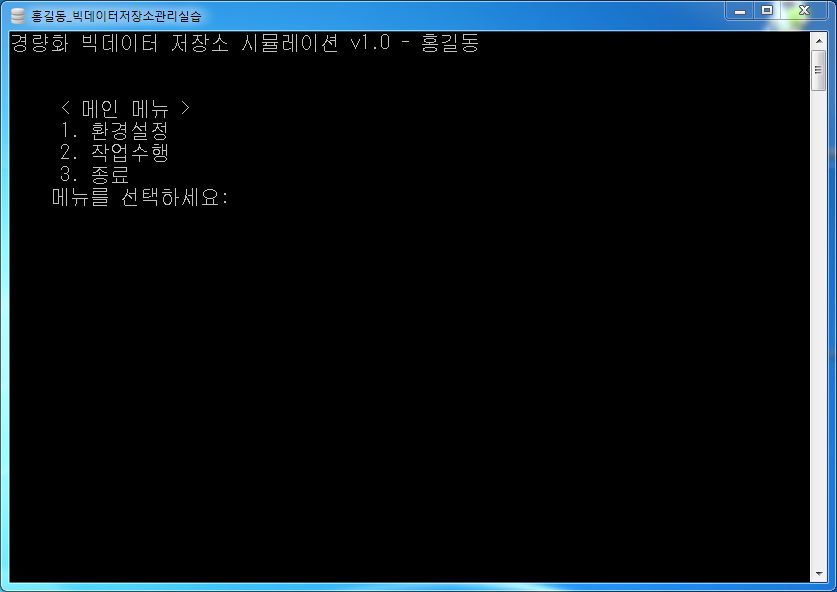 홍길동_빅데이터저장소관리실습
경량화 빅데이터 저장소 시뮬레이션 v1.0 - 홍길동
< 메인 메뉴 >
1. 환경설정
2. 작업수행
3. 종료
메뉴를 선택하세요: